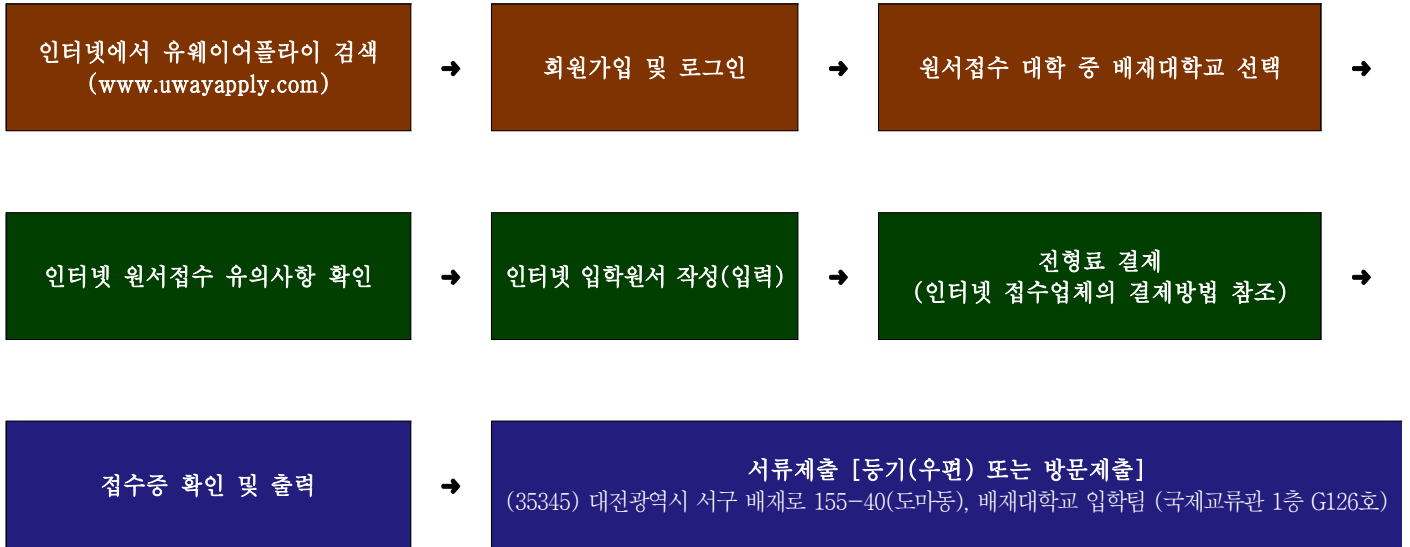 인터넷에서 유웨이어플라이 검색
(www.uwayapply.com)
➜
회원가입 및 로그인
➜
원서접수 대학 중 배재대학교 선택
➜
인터넷 원서접수 유의사항 확인
➜
인터넷 입학원서 작성(입력)
➜
전형료 결제
(인터넷 접수업체의 결제방법 참조)
➜
접수증 확인 및 출력
➜
서류제출 [등기(우편) 또는 방문제출]
(35345) 대전광역시 서구 배재로 155-40(도마동), 배재대학교 입학팀 (국제교류관 1층 G126호)